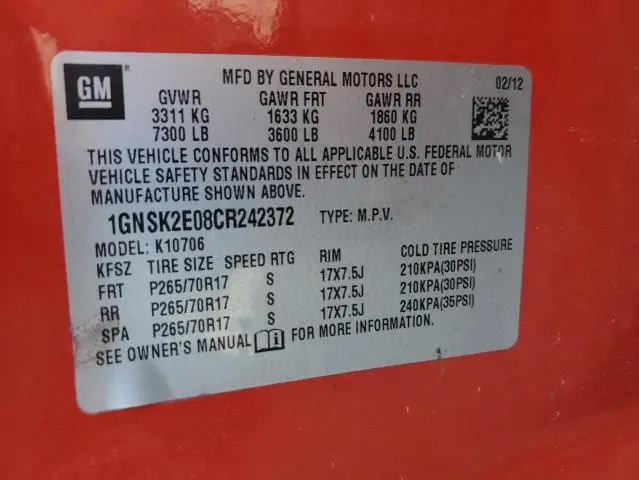 GM
MFD BY GENERAL MOTORS LLC 02/12
GVWR GAWR FRT GAWR RR
3311 KG 1633 KG 1860 KG
7300 LB 3600 LB 4100 LB
THIS VEHICLE CONFORMS TO ALL APPLICABLE U.S. FEDERAL MOTOR
VEHICLE SAFETY STANDARDS IN EFFECT ON THE DATE OF
MANUFACTURE SHOWN ABOVE.
1GNSK2E08CR242372 TYPE: M.P.V.
MODEL: K10706
KFSZ TIRE SIZE SPEED RTG RIM COLD TIRE PRESSURE
FRT P265/70R17 S 17X7.5J 210KPA(30PSI)
RR P265/70R17 S 17X7.5J 210KPA(30PSI)
SPA P265/70R17 S 17X7.5J 240KPA(35PSI)
SEE OWNER'S MANUAL FOR MORE INFORMATION.